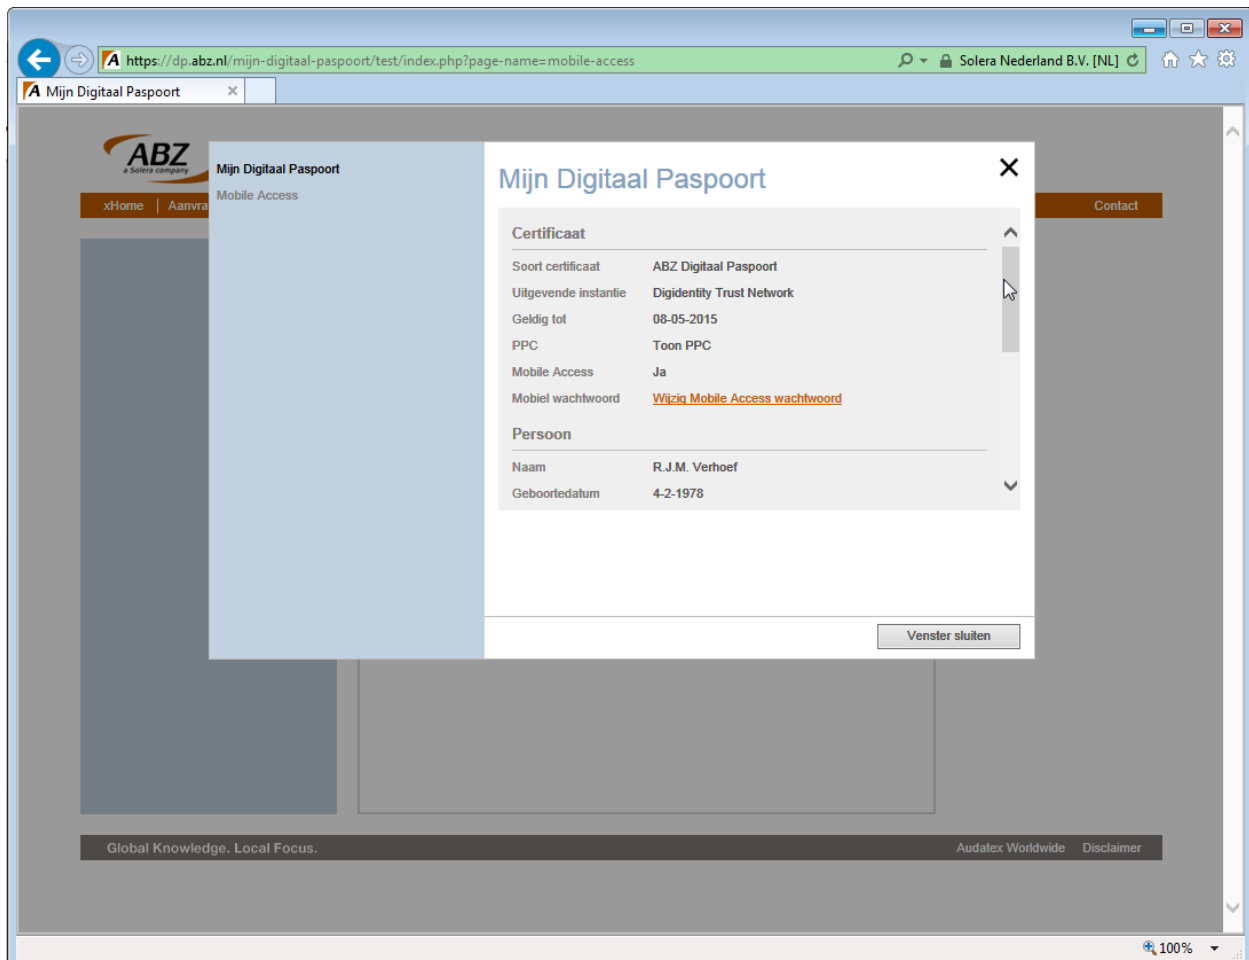 https://dp.abz.nl/mijn-digitaal-paspoort/test/index.php?page-name=mobile-access
Solera Nederland B.V. [NL]
Mijn Digitaal Paspoort
ABZ
a Solera company
xHome | Aanvra
Contact
Mijn Digitaal Paspoort
Mobile Access
Mijn Digitaal Paspoort
Certificaat
Soort certificaat ABZ Digitaal Paspoort
Uitgevende instantie Digidentity Trust Network
Geldig tot 08-05-2015
PPC Toon PPC
Mobile Access Ja
Mobiel wachtwoord Wijzig Mobile Access wachtwoord
Persoon
Naam R.J.M. Verhoef
Geboortedatum 4-2-1978
Venster sluiten
Global Knowledge. Local Focus.
Audatex Worldwide Disclaimer
100%